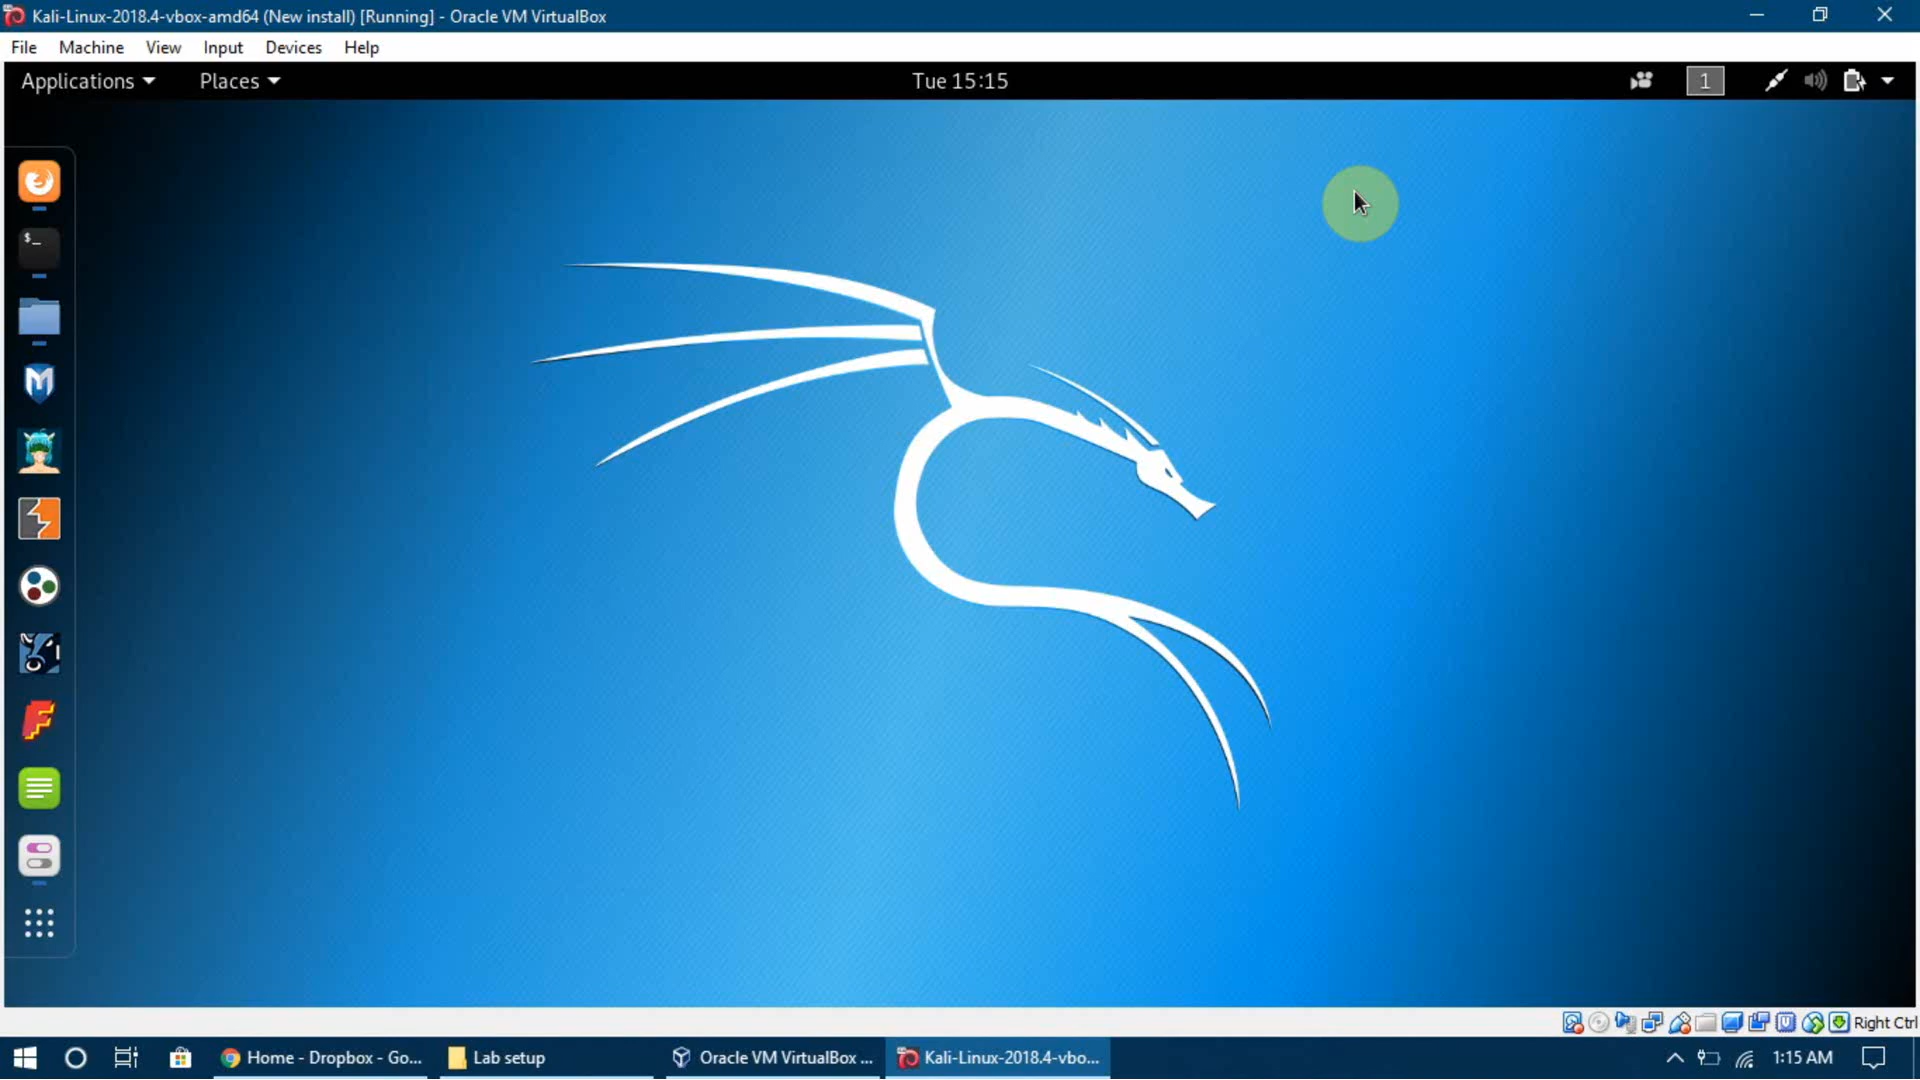 Kali-Linux-2018.4-vbox-amd64 (New install) [Running] - Oracle VM VirtualBox
File Machine View Input Devices Help
Applications Places Tue 15:15 1
$_
Right Ctrl
Home - Dropbox - Go... Lab setup Oracle VM VirtualBox ... Kali-Linux-2018.4-vbo... 1:15 AM